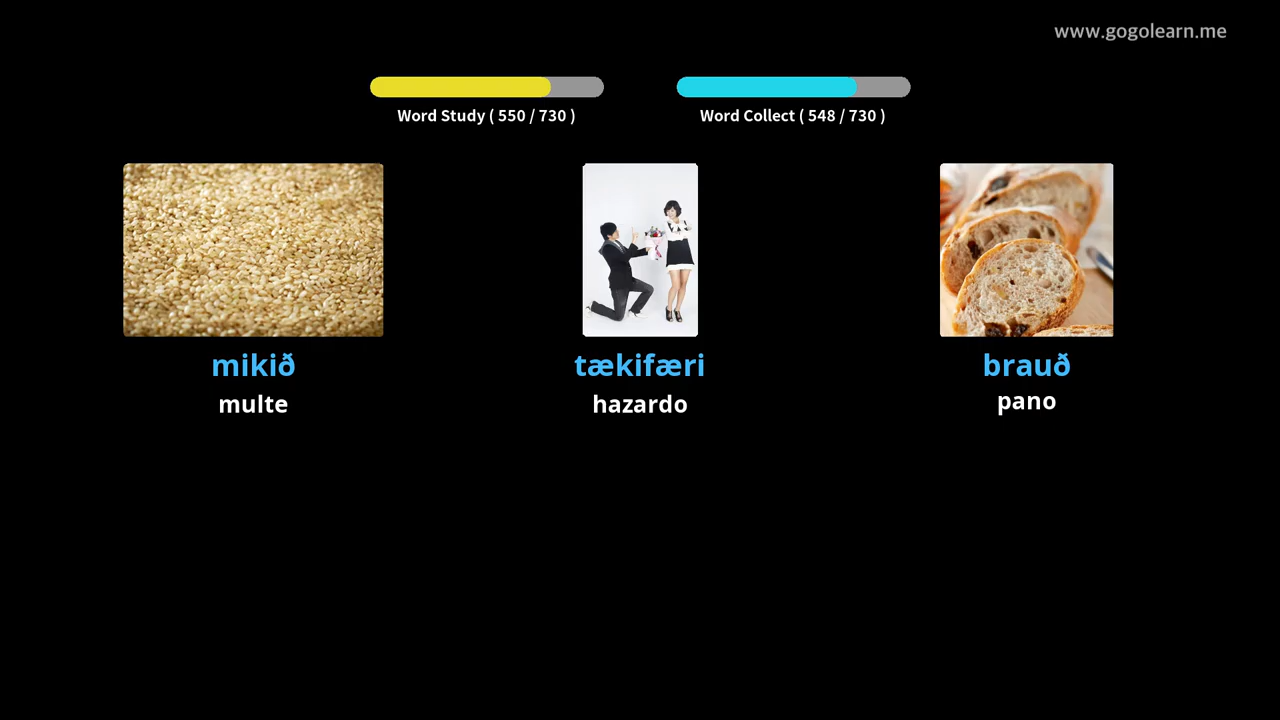 www.gogolearn.me
Word Study ( 550 / 730 )
Word Collect ( 548 / 730 )
mikið
multe
tækifæri
hazardo
brauð
pano